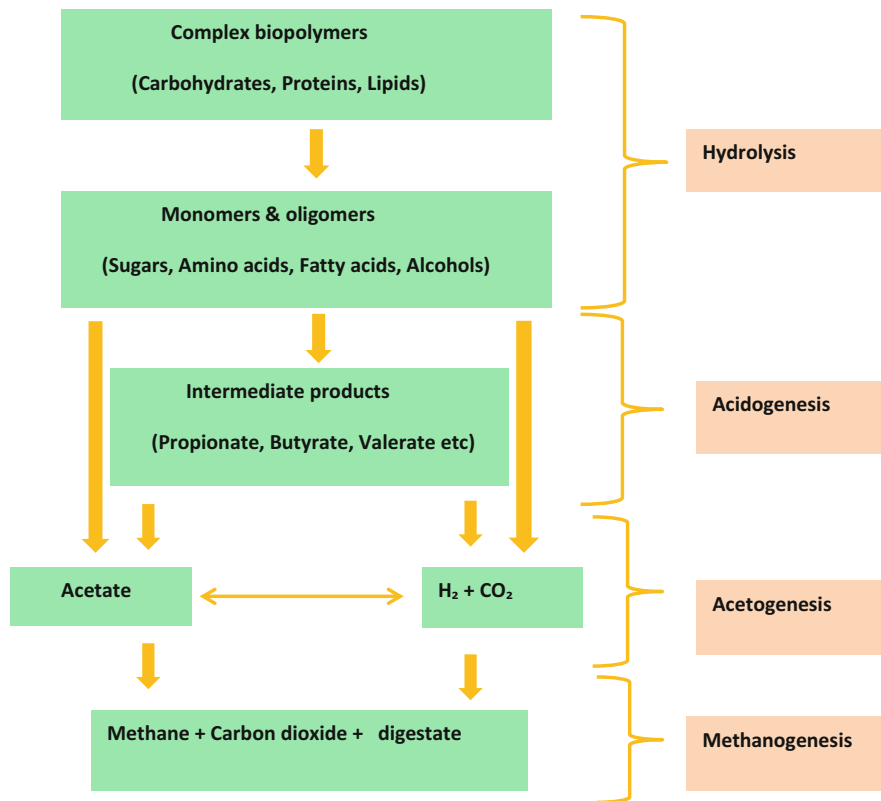 Complex biopolymers
(Carbohydrates, Proteins, Lipids)
Hydrolysis
Monomers & oligomers
(Sugars, Amino acids, Fatty acids, Alcohols)
Intermediate products
(Propionate, Butyrate, Valerate etc)
Acidogenesis
Acetate
H₂ + CO₂
Acetogenesis
Methane + Carbon dioxide + digestate
Methanogenesis